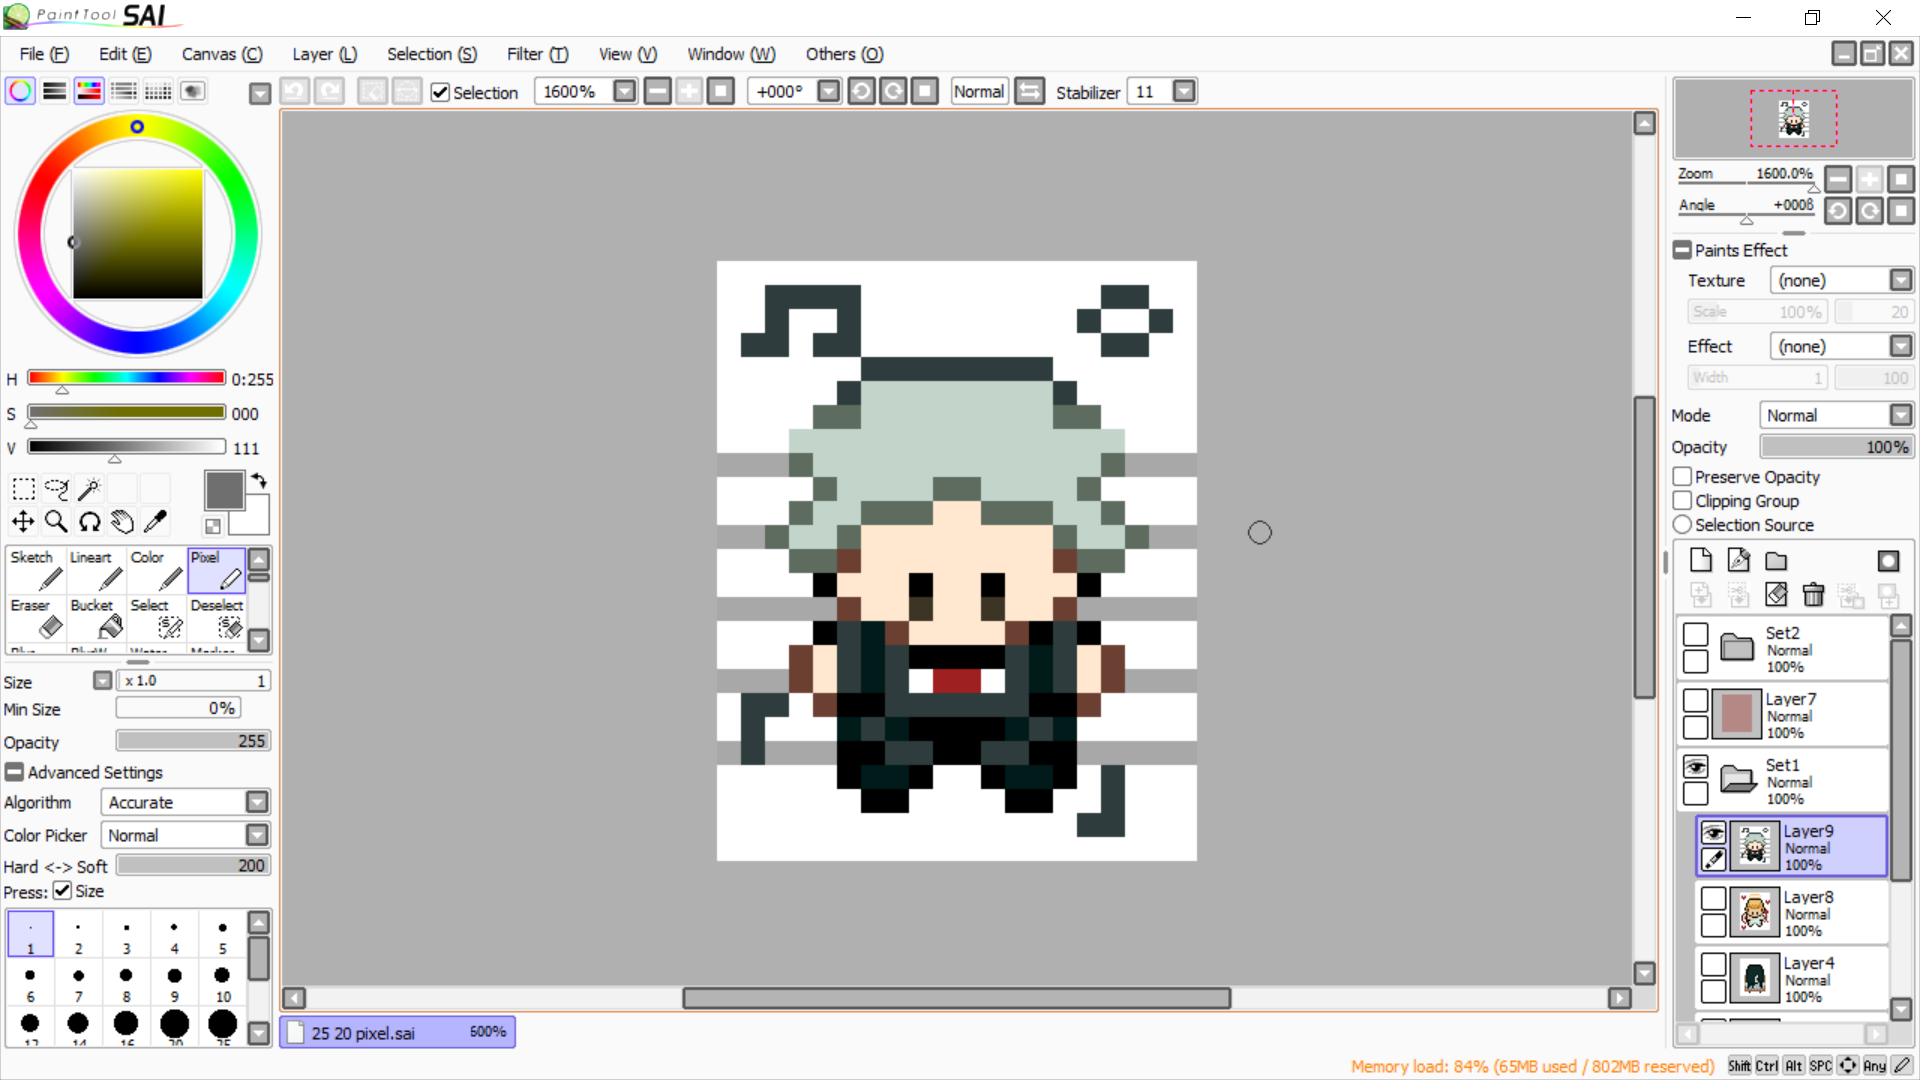 PaintTool SAI
File (F) Edit (E) Canvas (C) Layer (L) Selection (S) Filter (T) View (V) Window (W) Others (O)
Selection 1600% +000° Normal Stabilizer 11
Zoom 1600.0%
Angle +000ß
Paints Effect
Texture (none)
Scale 100% 20
Effect (none)
Width 1 100
Mode Normal
Opacity 100%
Preserve Opacity
Clipping Group
Selection Source
H 0:255
S 000
V 111
Sketch Lineart Color Pixel
Eraser Bucket Select Deselect
Size x 1.0 1
Min Size 0%
Opacity 255
Advanced Settings
Algorithm Accurate
Color Picker Normal
Hard <-> Soft 200
Press: Size
1 2 3 4 5
6 7 8 9 10
Set2
Normal
100%
Layer7
Normal
100%
Set1
Normal
100%
Layer9
Normal
100%
Layer8
Normal
100%
Layer4
Normal
100%
25 20 pixel.sai 600%
Memory load: 84% (65MB used / 802MB reserved) Shift Ctrl Alt SPC Any